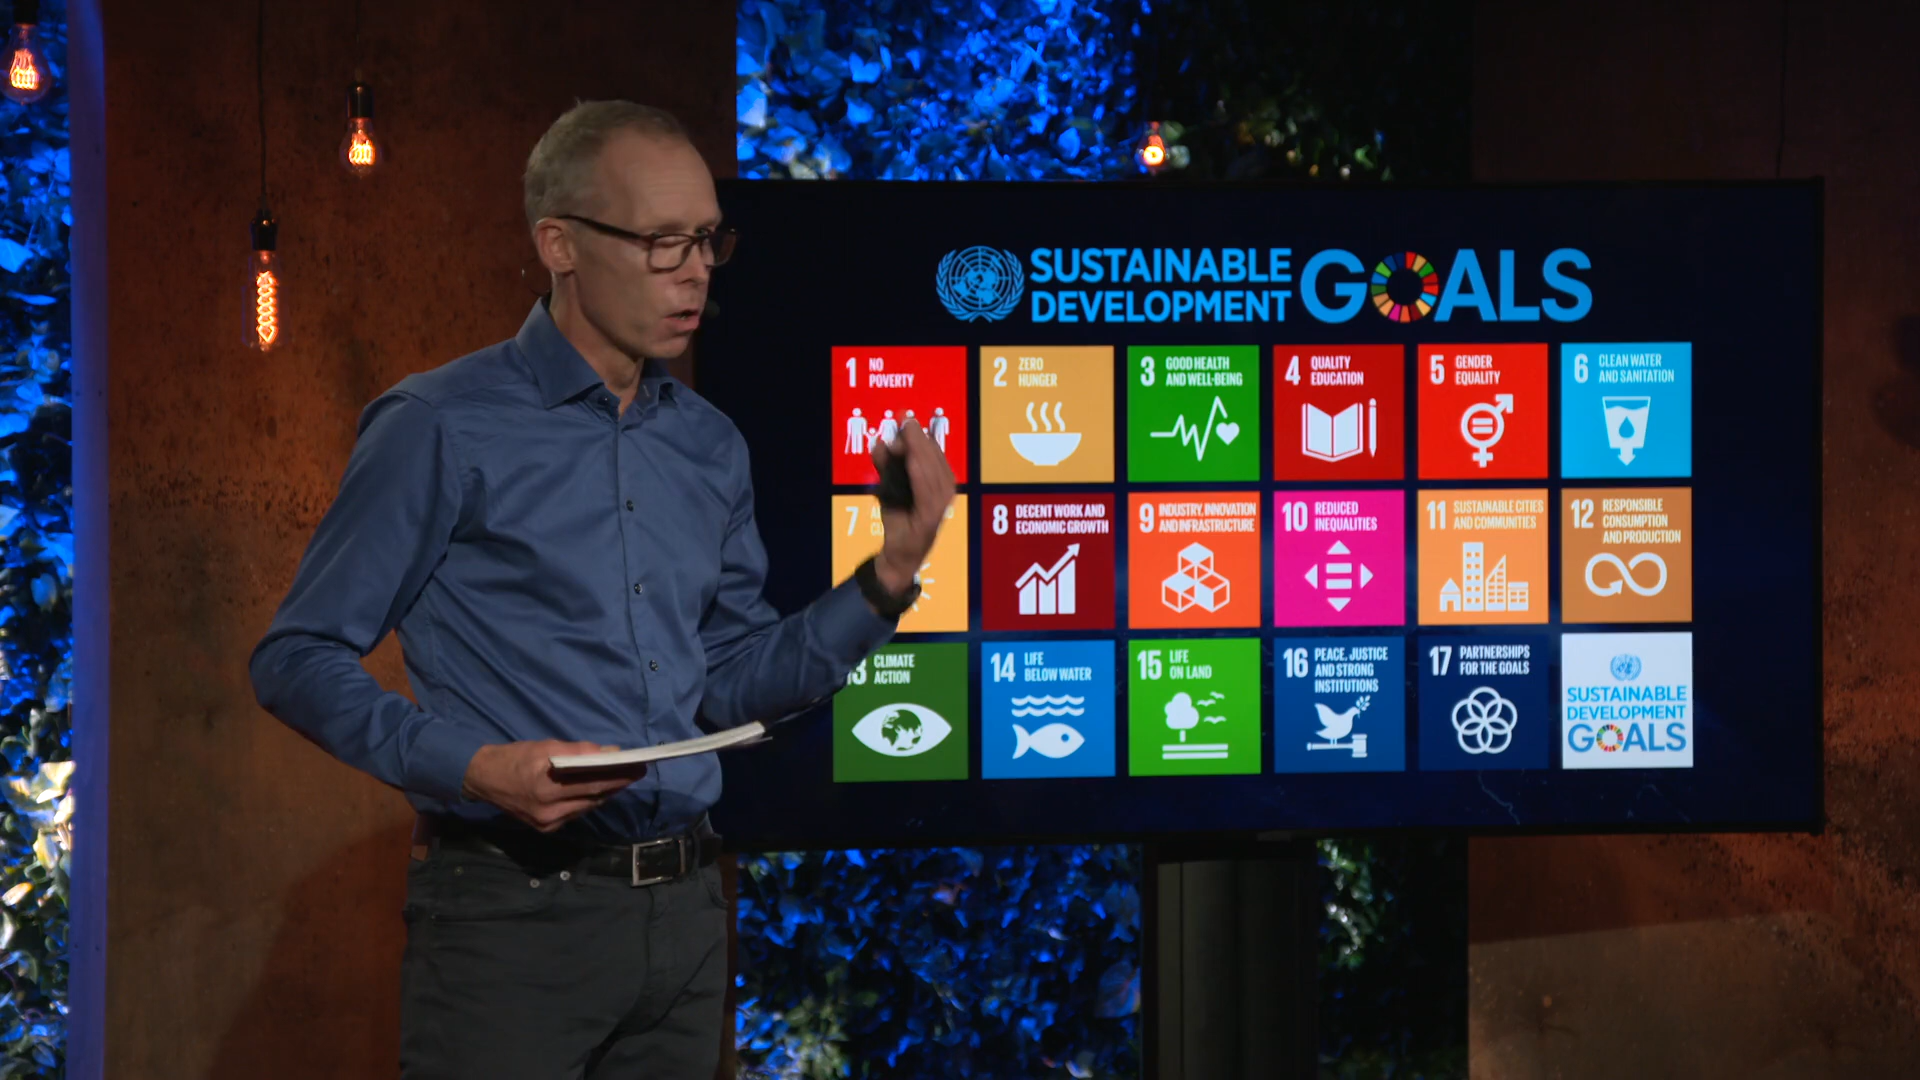 SUSTAINABLE
DEVELOPMENT
GOALS
1 NO
POVERTY
2 ZERO
HUNGER
3 GOOD HEALTH
AND WELL-BEING
4 QUALITY
EDUCATION
5 GENDER
EQUALITY
6 CLEAN WATER
AND SANITATION
7
8 DECENT WORK AND
ECONOMIC GROWTH
9 INDUSTRY, INNOVATION
AND INFRASTRUCTURE
10 REDUCED
INEQUALITIES
11 SUSTAINABLE CITIES
AND COMMUNITIES
12 RESPONSIBLE
CONSUMPTION
AND PRODUCTION
13 CLIMATE
ACTION
14 LIFE
BELOW WATER
15 LIFE
ON LAND
16 PEACE, JUSTICE
AND STRONG
INSTITUTIONS
17 PARTNERSHIPS
FOR THE GOALS
SUSTAINABLE
DEVELOPMENT
GOALS